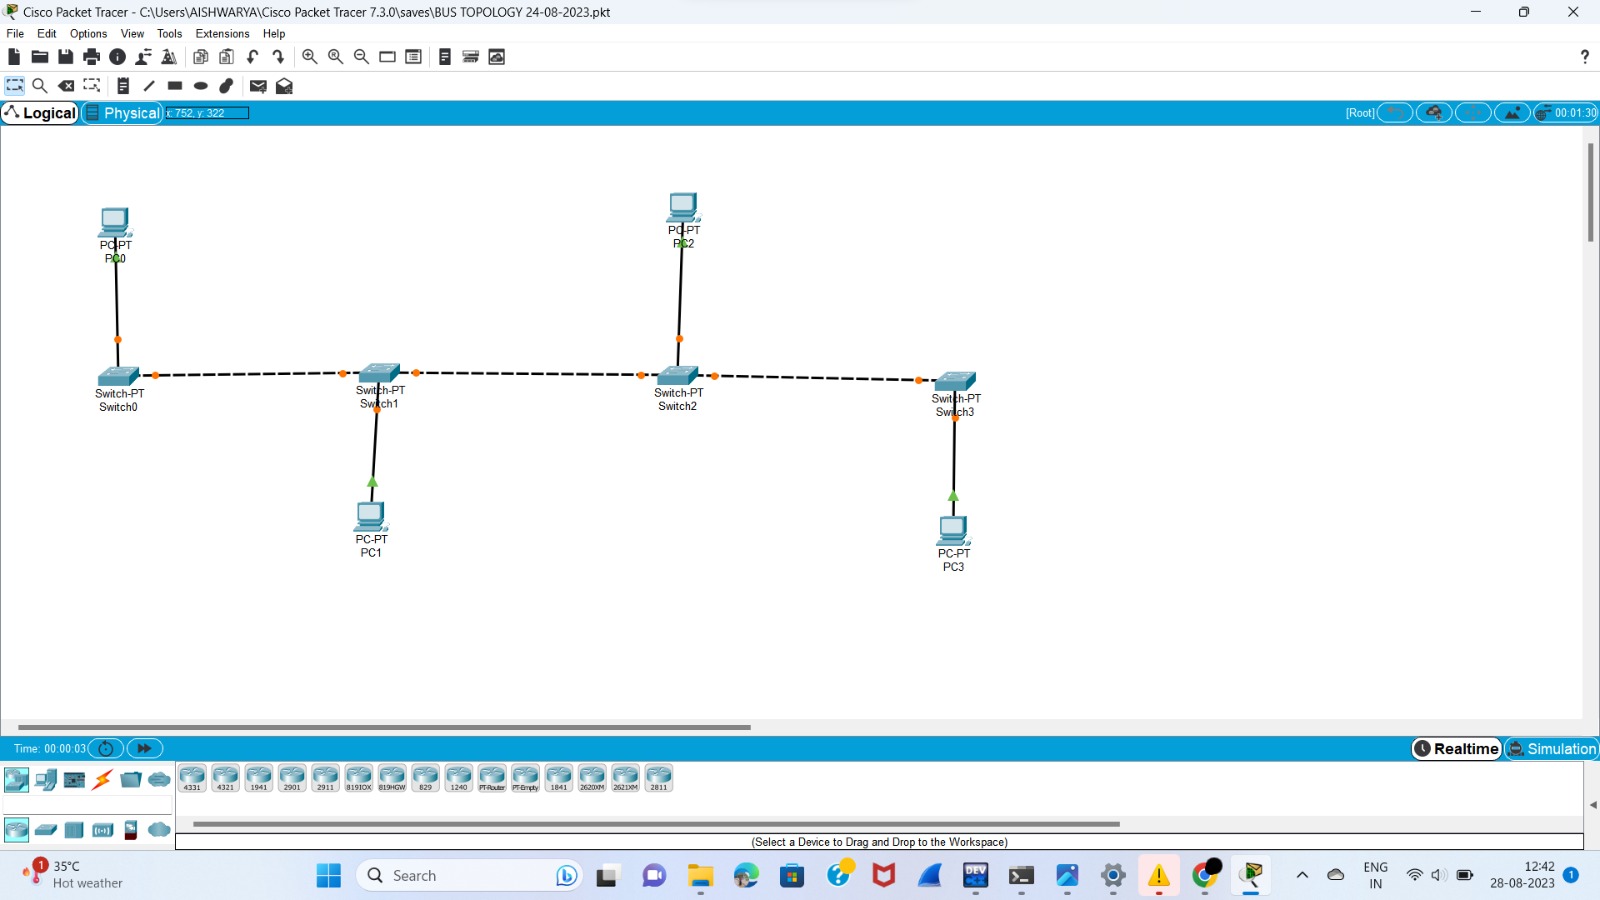 Cisco Packet Tracer - C:\Users\AISHWARYA\Cisco Packet Tracer 7.3.0\saves\BUS TOPOLOGY 24-08-2023.pkt
File Edit Options View Tools Extensions Help
?
Logical Physical x: 752, y: 322 [Root] 00:01:30
PC-PT
PC0
PC-PT
PC2
Switch-PT
Switch0
Switch-PT
Switch1
Switch-PT
Switch2
Switch-PT
Switch3
PC-PT
PC1
PC-PT
PC3
Time: 00:00:03 Realtime Simulation
4331 4321 1941 2901 2911 819IOX 819HGW 829 1240 PT-Router PT-Empty 1841 2620XM 2621XM 2811
(Select a Device to Drag and Drop to the Workspace)
1
35°C
Hot weather
Search
DEV
ENG
IN
12:42
28-08-2023
1